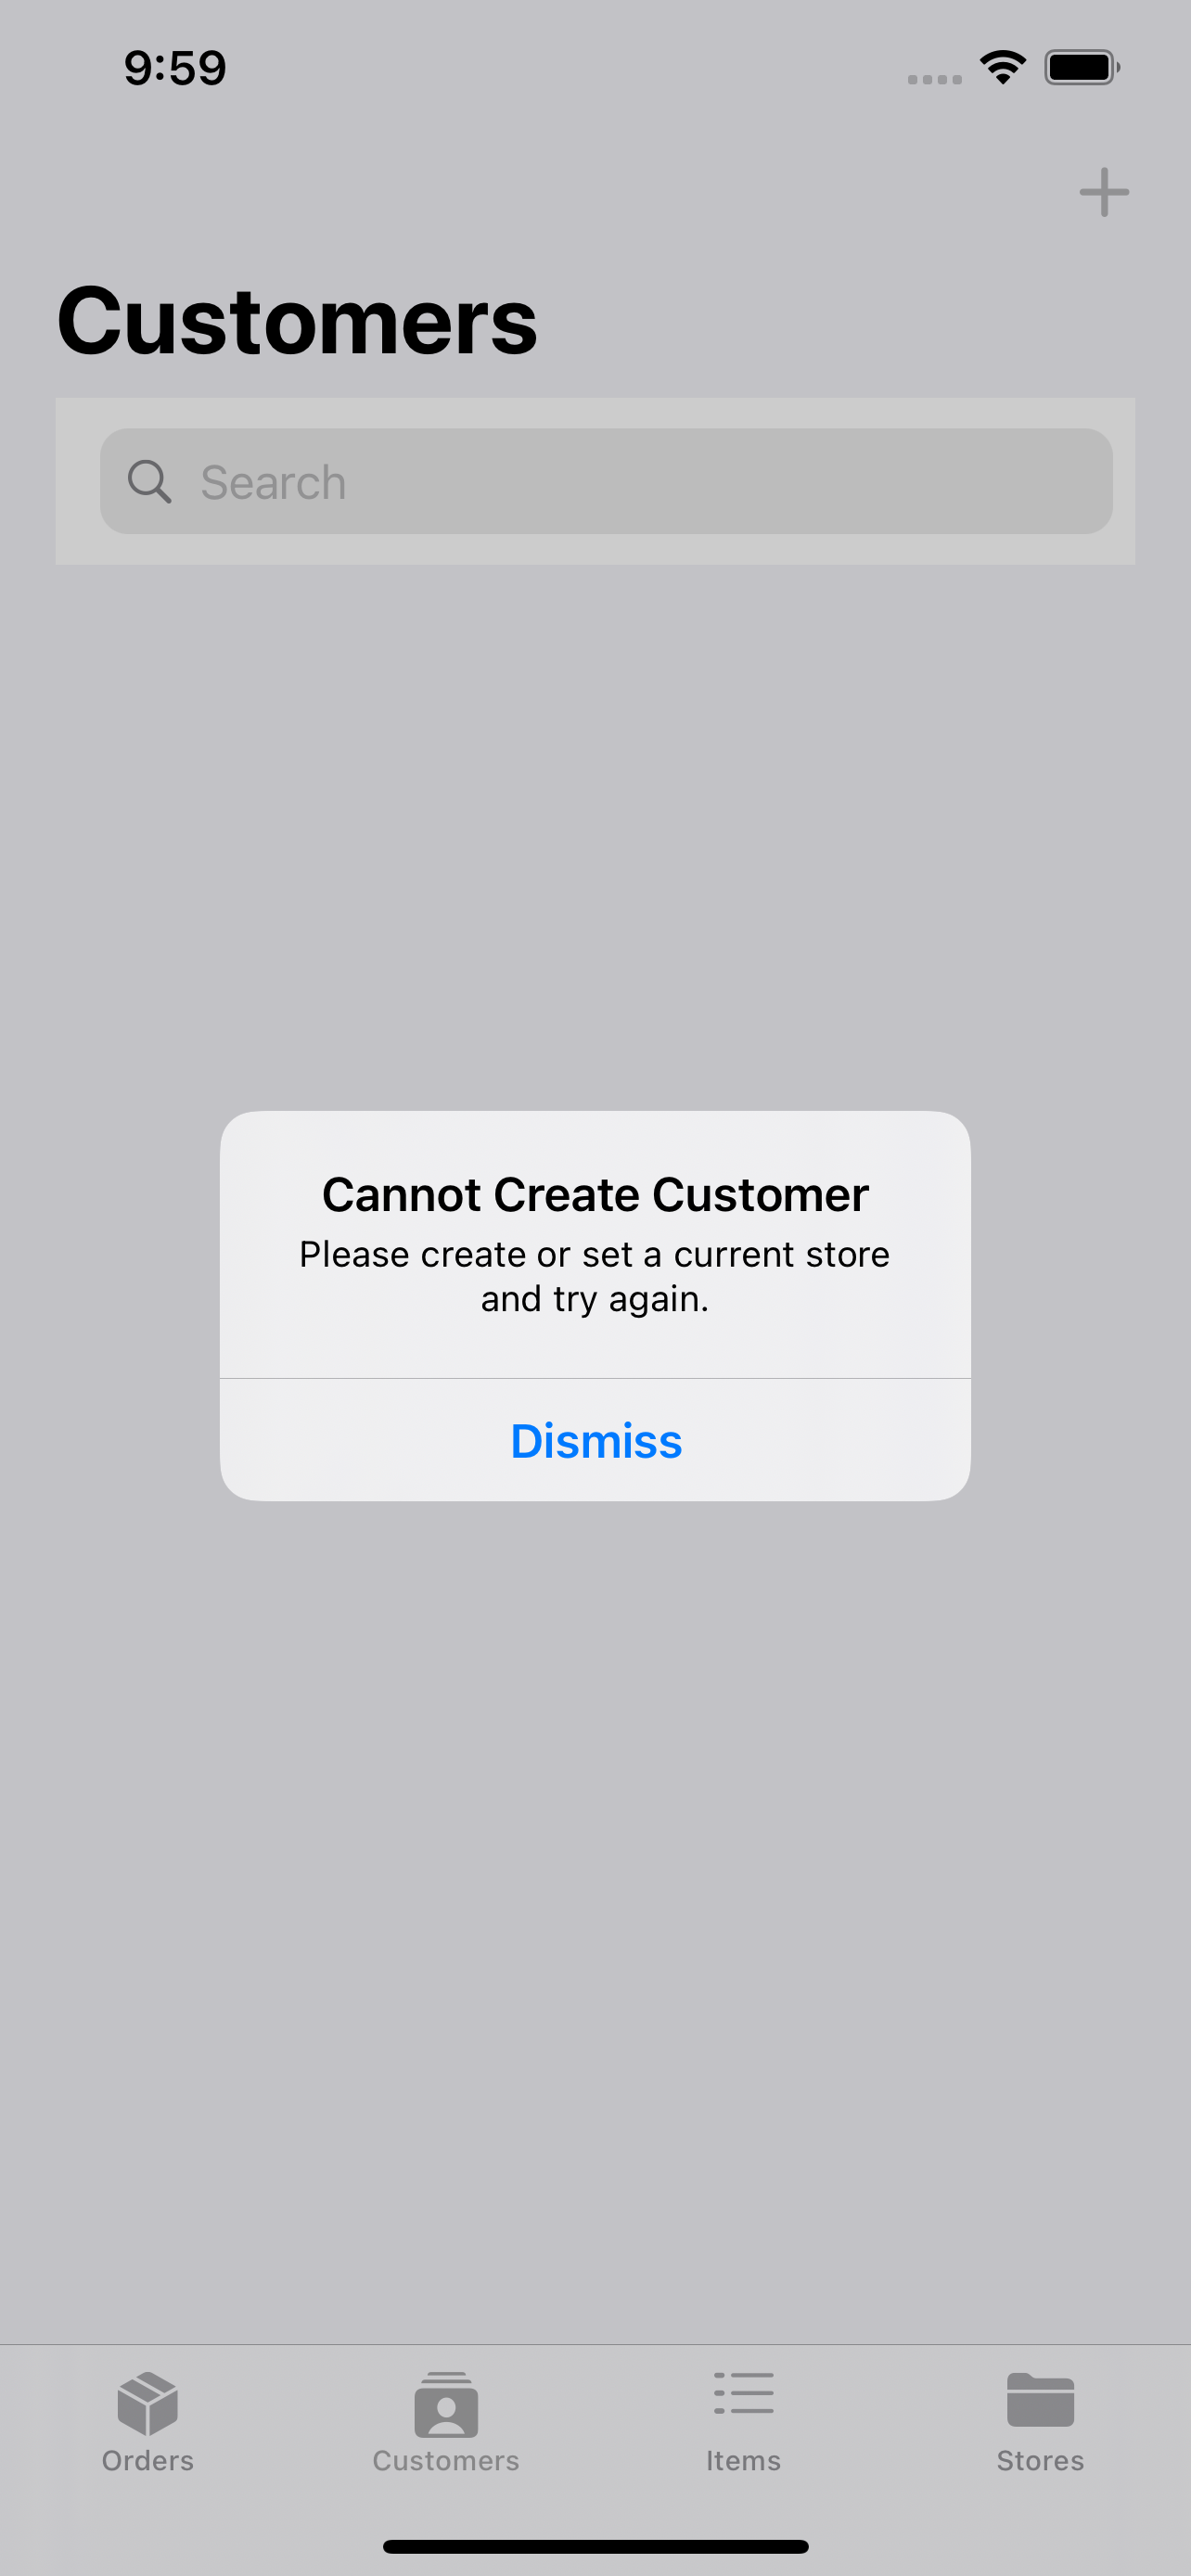 9:59
Customers
Search
Cannot Create Customer
Please create or set a current store
and try again.
Dismiss
Orders
Customers
Items
Stores